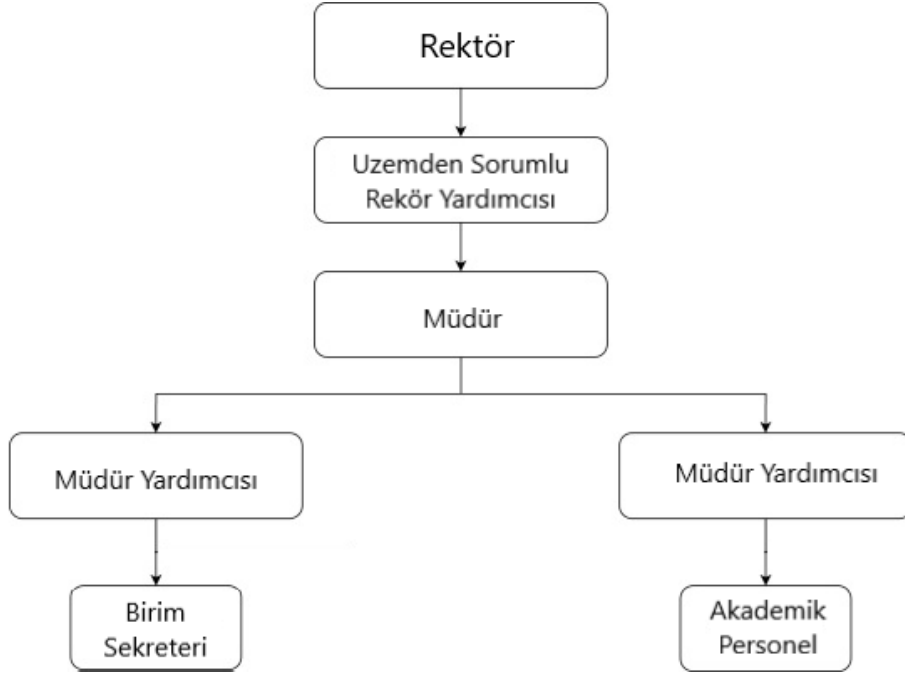 Rektör
Uzemden Sorumlu
Rekör Yardımcısı
Müdür
Müdür Yardımcısı
Müdür Yardımcısı
Birim
Sekreteri
Akademik
Personel